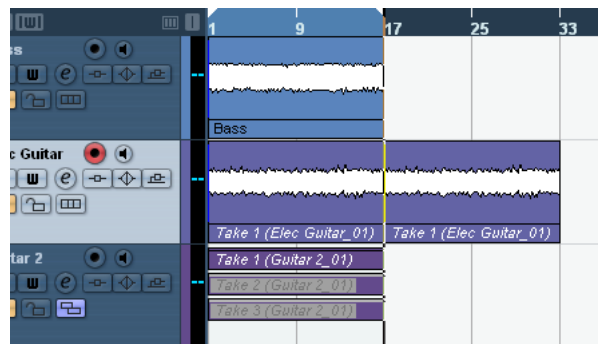 1 9 17 25 33
ss
e
Bass
c Guitar
e
Take 1 (Elec Guitar_01) Take 1 (Elec Guitar_01)
tar 2
Take 1 (Guitar 2_01)
e
Take 2 (Guitar 2_01)
Take 3 (Guitar 2_01)